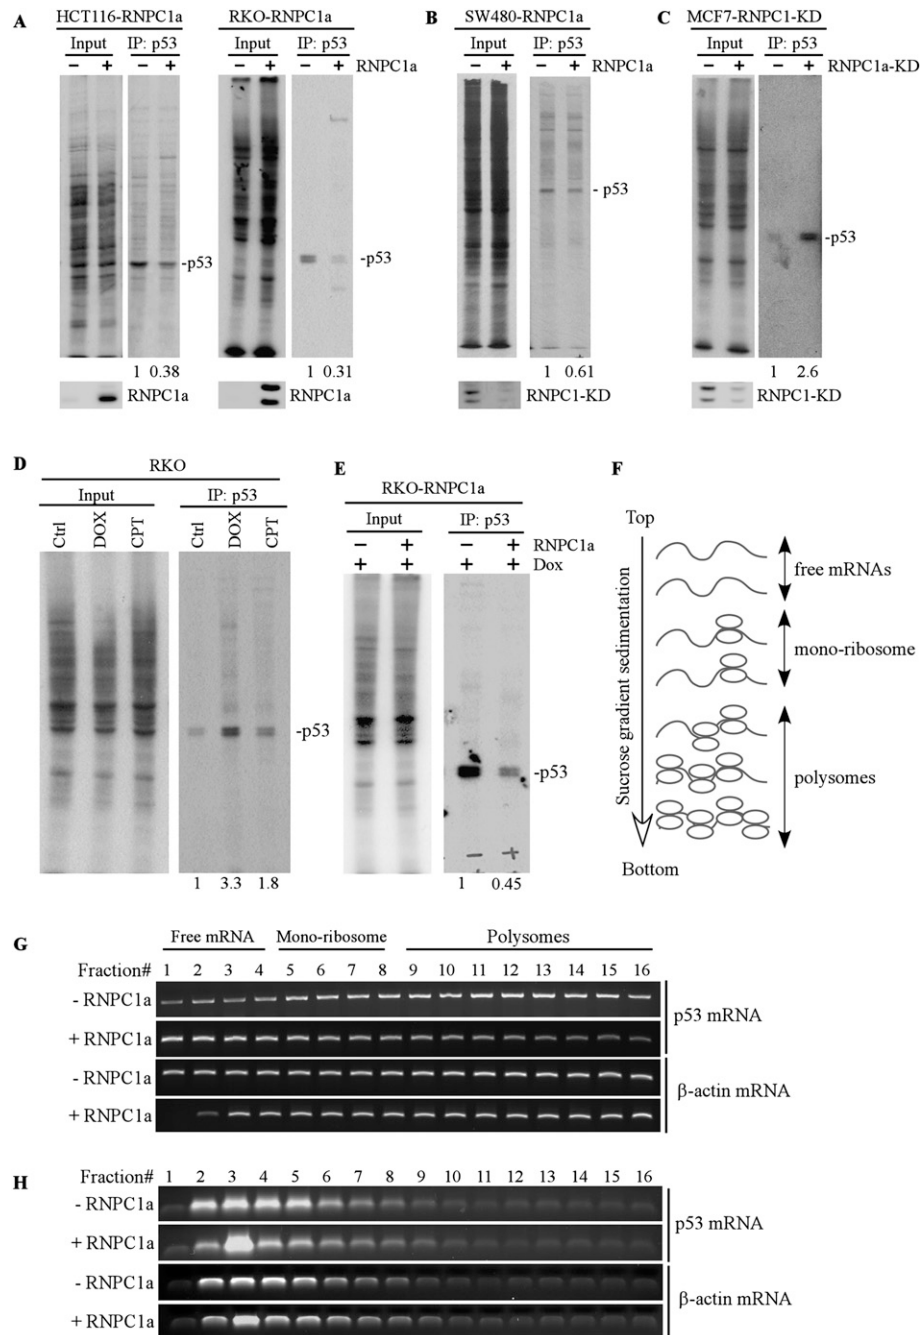 A HCT116-RNPC1a RKO-RNPC1a B SW480-RNPC1a C MCF7-RNPC1-KD
Input IP: p53 Input IP: p53 Input IP: p53 Input IP: p53
– + – + – + – + RNPC1a – + – + RNPC1a – + – + RNPC1a-KD
- p53
-p53
-p53 -p53
1 0.38 1 0.31 1 0.61 1 2.6
RNPC1a RNPC1a RNPC1-KD RNPC1-KD
D RKO E RKO-RNPC1a F
Input IP: p53 Input IP: p53
Ctrl DOX CPT Ctrl DOX CPT
– + – + RNPC1a
+ + + + Dox
-p53
-p53
1 3.3 1.8 1 0.45
Top
Sucrose gradient sedimentation
free mRNAs
mono-ribosome
polysomes
Bottom
G Free mRNA Mono-ribosome Polysomes
Fraction# 1 2 3 4 5 6 7 8 9 10 11 12 13 14 15 16
- RNPC1a
+ RNPC1a
p53 mRNA
- RNPC1a
+ RNPC1a
β-actin mRNA
H Fraction# 1 2 3 4 5 6 7 8 9 10 11 12 13 14 15 16
- RNPC1a
+ RNPC1a
p53 mRNA
- RNPC1a
+ RNPC1a
β-actin mRNA